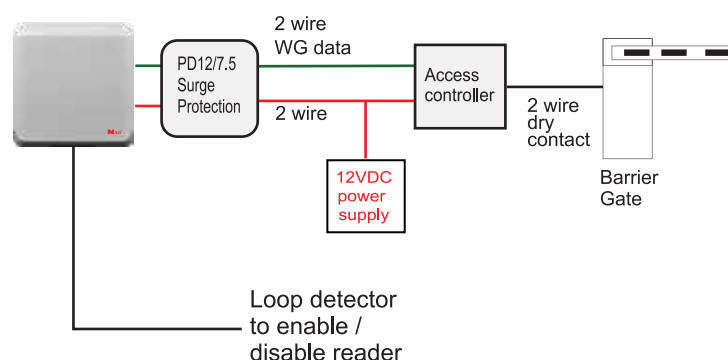 2 wire
WG data
PD12/7.5
Surge
Protection
Access
controller
2 wire
2 wire
dry
contact
12VDC
power
supply
Barrier
Gate
Loop detector
to enable /
disable reader